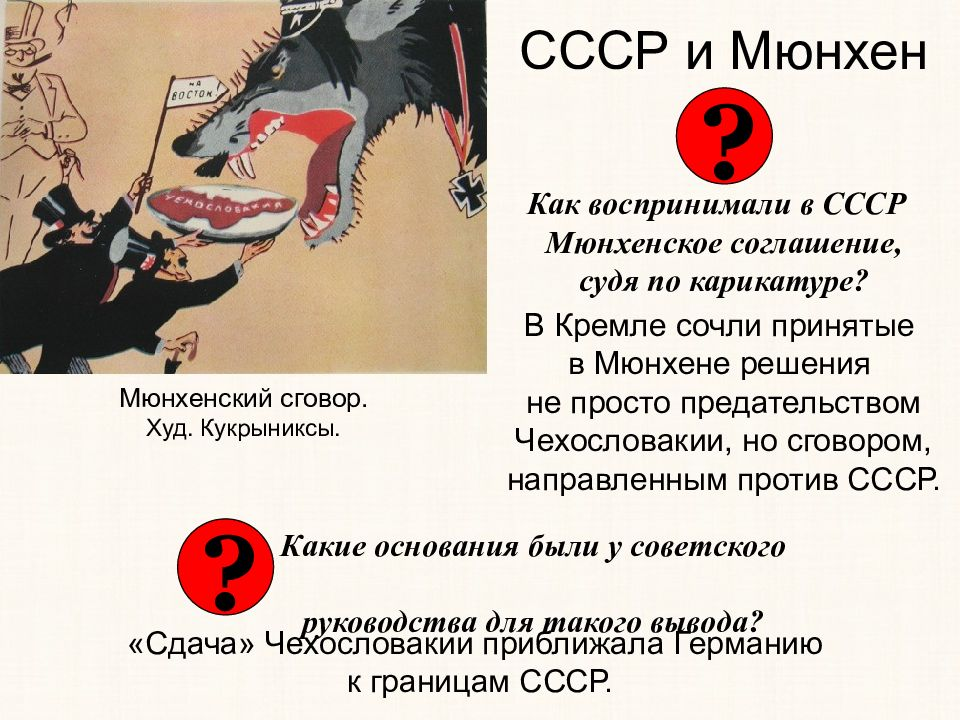 СССР и Мюнхен
НА
ВОСТОК!
ЧЕХОСЛОВАКИЯ
?
Как воспринимали в СССР
Мюнхенское соглашение,
судя по карикатуре?
В Кремле сочли принятые
в Мюнхене решения
не просто предательством
Чехословакии, но сговором,
направленным против СССР.
Мюнхенский сговор.
Худ. Кукрыниксы.
?
Какие основания были у советского
руководства для такого вывода?
«Сдача» Чехословакии приближала Германию
к границам СССР.